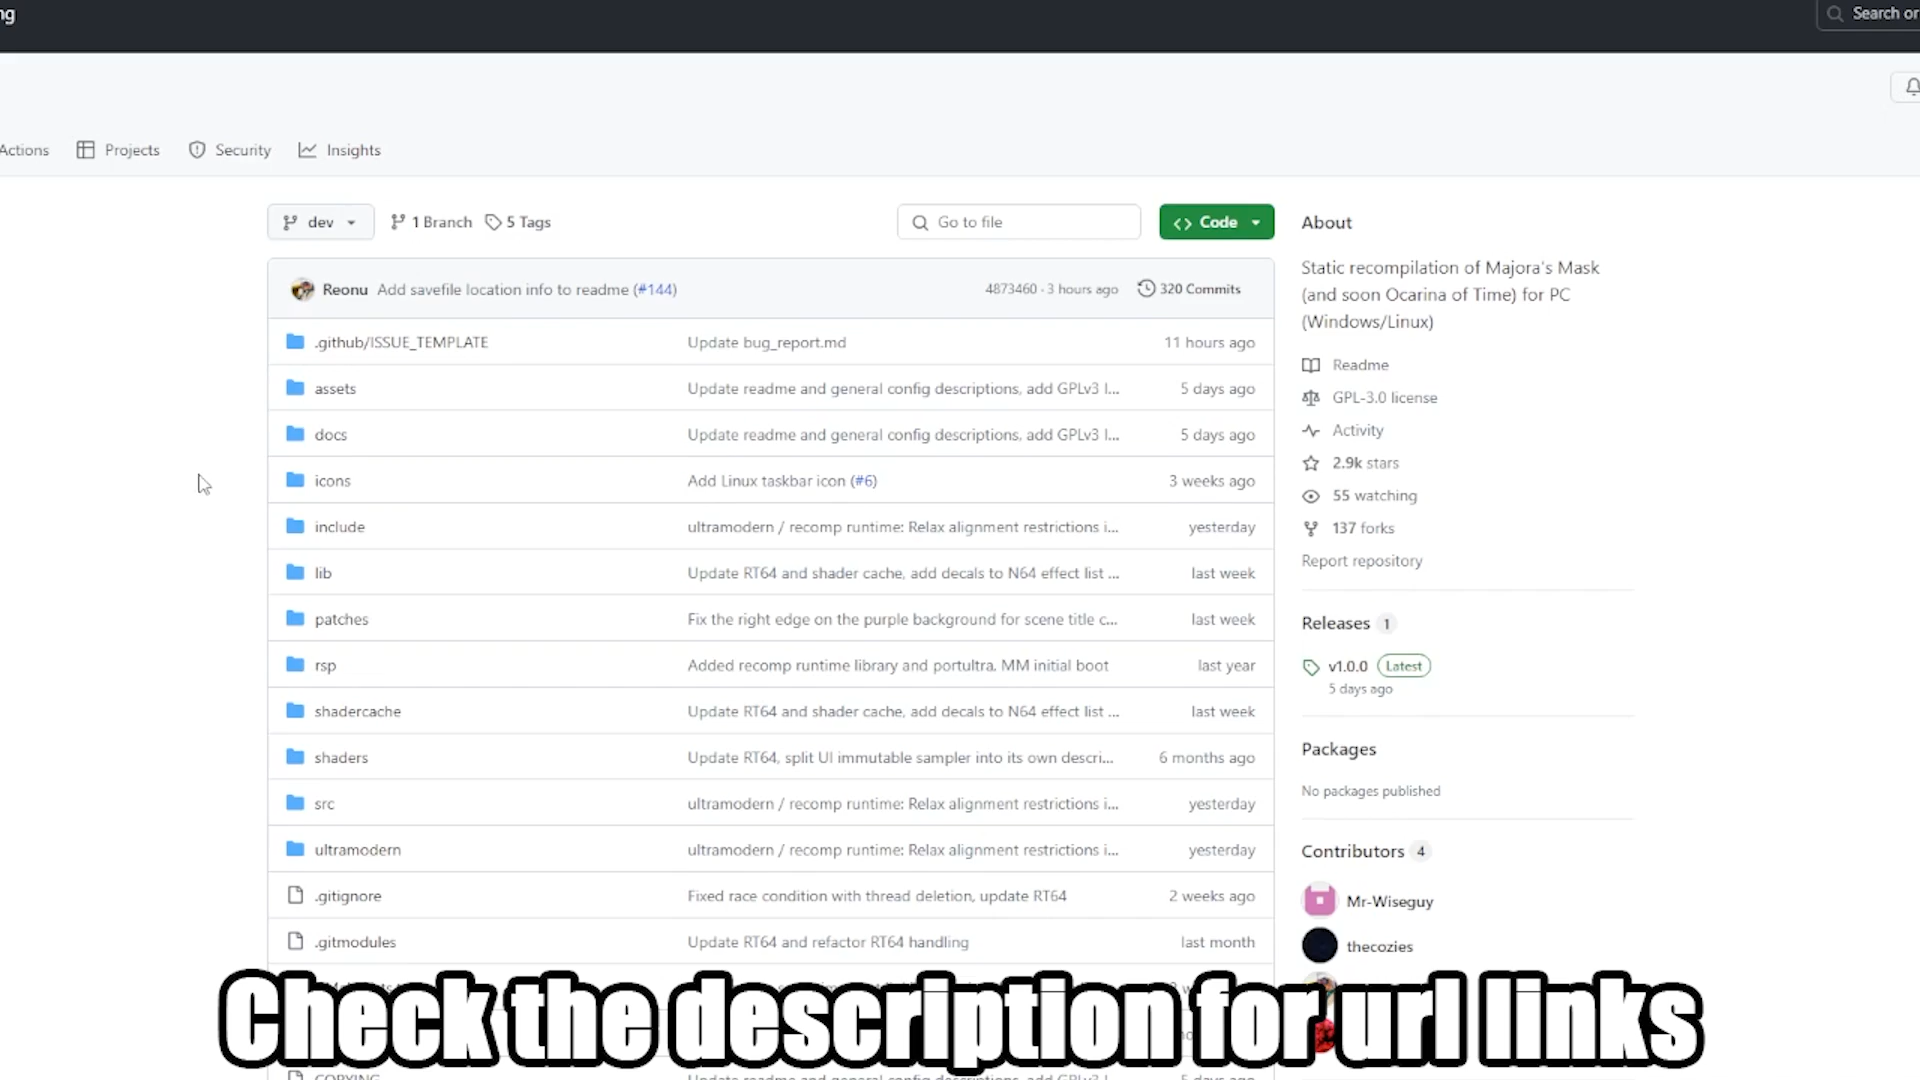 ng
Search or
Actions Projects Security Insights
dev 1 Branch 5 Tags Go to file Code
Reonu Add savefile location info to readme (#144) 4873460 · 3 hours ago 320 Commits
.github/ISSUE_TEMPLATE Update bug_report.md 11 hours ago
assets Update readme and general config descriptions, add GPLv3 l... 5 days ago
docs Update readme and general config descriptions, add GPLv3 l... 5 days ago
icons Add Linux taskbar icon (#6) 3 weeks ago
include ultramodern / recomp runtime: Relax alignment restrictions i... yesterday
lib Update RT64 and shader cache, add decals to N64 effect list ... last week
patches Fix the right edge on the purple background for scene title c... last week
rsp Added recomp runtime library and portultra, MM initial boot last year
shadercache Update RT64 and shader cache, add decals to N64 effect list ... last week
shaders Update RT64, split UI immutable sampler into its own descri... 6 months ago
src ultramodern / recomp runtime: Relax alignment restrictions i... yesterday
ultramodern ultramodern / recomp runtime: Relax alignment restrictions i... yesterday
.gitignore Fixed race condition with thread deletion, update RT64 2 weeks ago
.gitmodules Update RT64 and refactor RT64 handling last month
About
Static recompilation of Majora's Mask
(and soon Ocarina of Time) for PC
(Windows/Linux)
Readme
GPL-3.0 license
Activity
2.9k stars
55 watching
137 forks
Report repository
Releases 1
v1.0.0 Latest
5 days ago
Packages
No packages published
Contributors 4
Mr-Wiseguy
thecozies
Check the description for url links